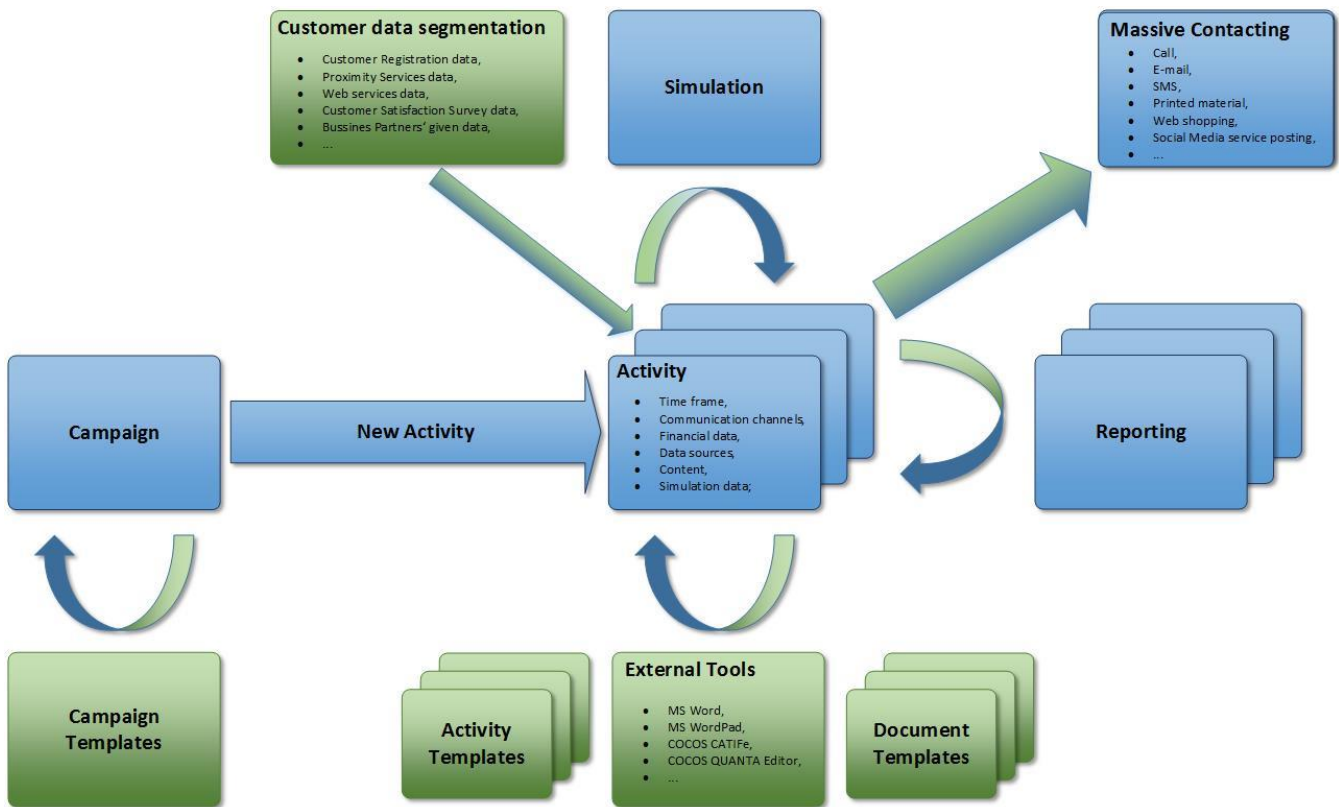 Customer data segmentation
• Customer Registration data,
• Proximity Services data,
• Web services data,
• Customer Satisfaction Survey data,
• Bussines Partners' given data,
• ...
Simulation
Massive Contacting
• Call,
• E-mail,
• SMS,
• Printed material,
• Web shopping,
• Social Media service posting,
• ...
Campaign
New Activity
Activity
• Time frame,
• Communication channels,
• Financial data,
• Data sources,
• Content,
• Simulation data;
Reporting
Campaign
Templates
Activity
Templates
External Tools
• MS Word,
• MS WordPad,
• COCOS CATIFe,
• COCOS QUANTA Editor,
• ...
Document
Templates